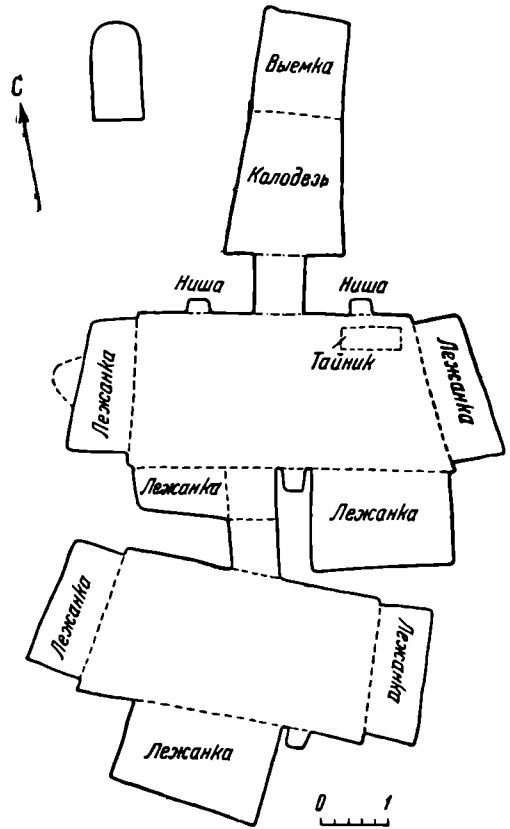 С
Выемка
Колодезь
Ниша
Ниша
Тайник
Лежанка
Лежанка
Лежанка
Лежанка
Лежанка
Лежанка
Лежанка
0 1